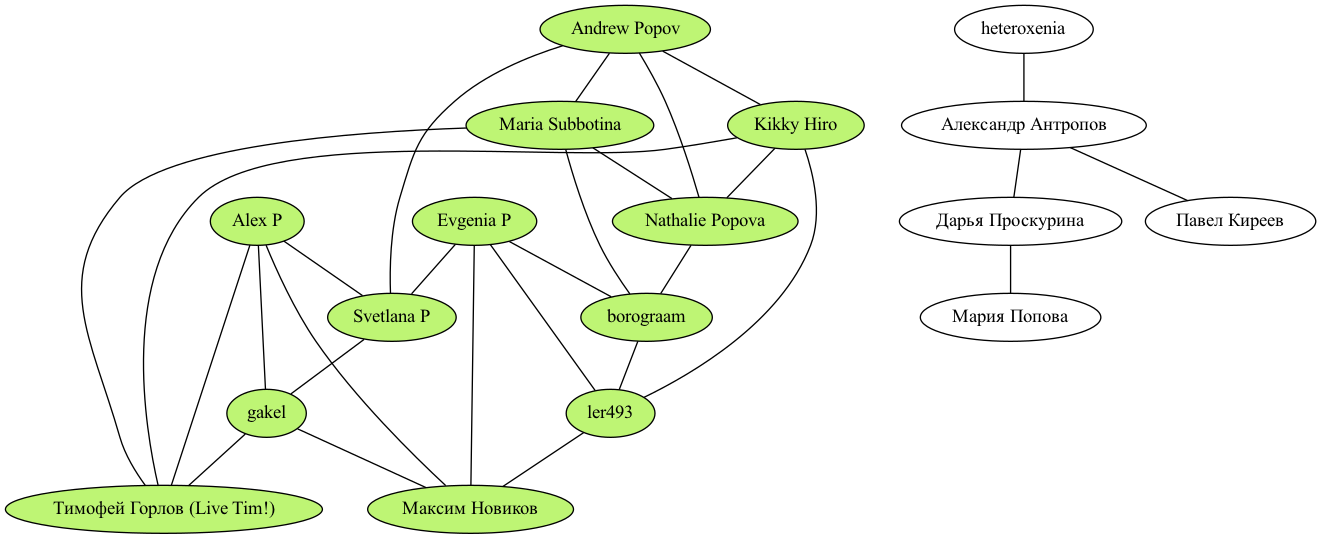 Andrew Popov
heteroxenia
Maria Subbotina
Kikky Hiro
Александр Антропов
Alex P
Evgenia P
Nathalie Popova
Дарья Проскурина
Павел Киреев
Svetlana P
borograam
Мария Попова
gakel
ler493
Тимофей Горлов (Live Tim!)
Максим Новиков